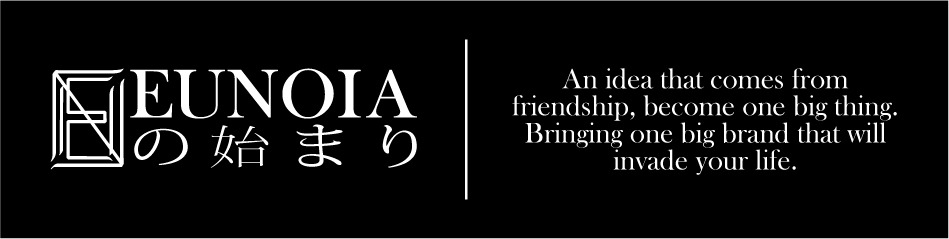 EUNOIA
の始まり
An idea that comes from
friendship, become one big thing.
Bringing one big brand that will
invade your life.